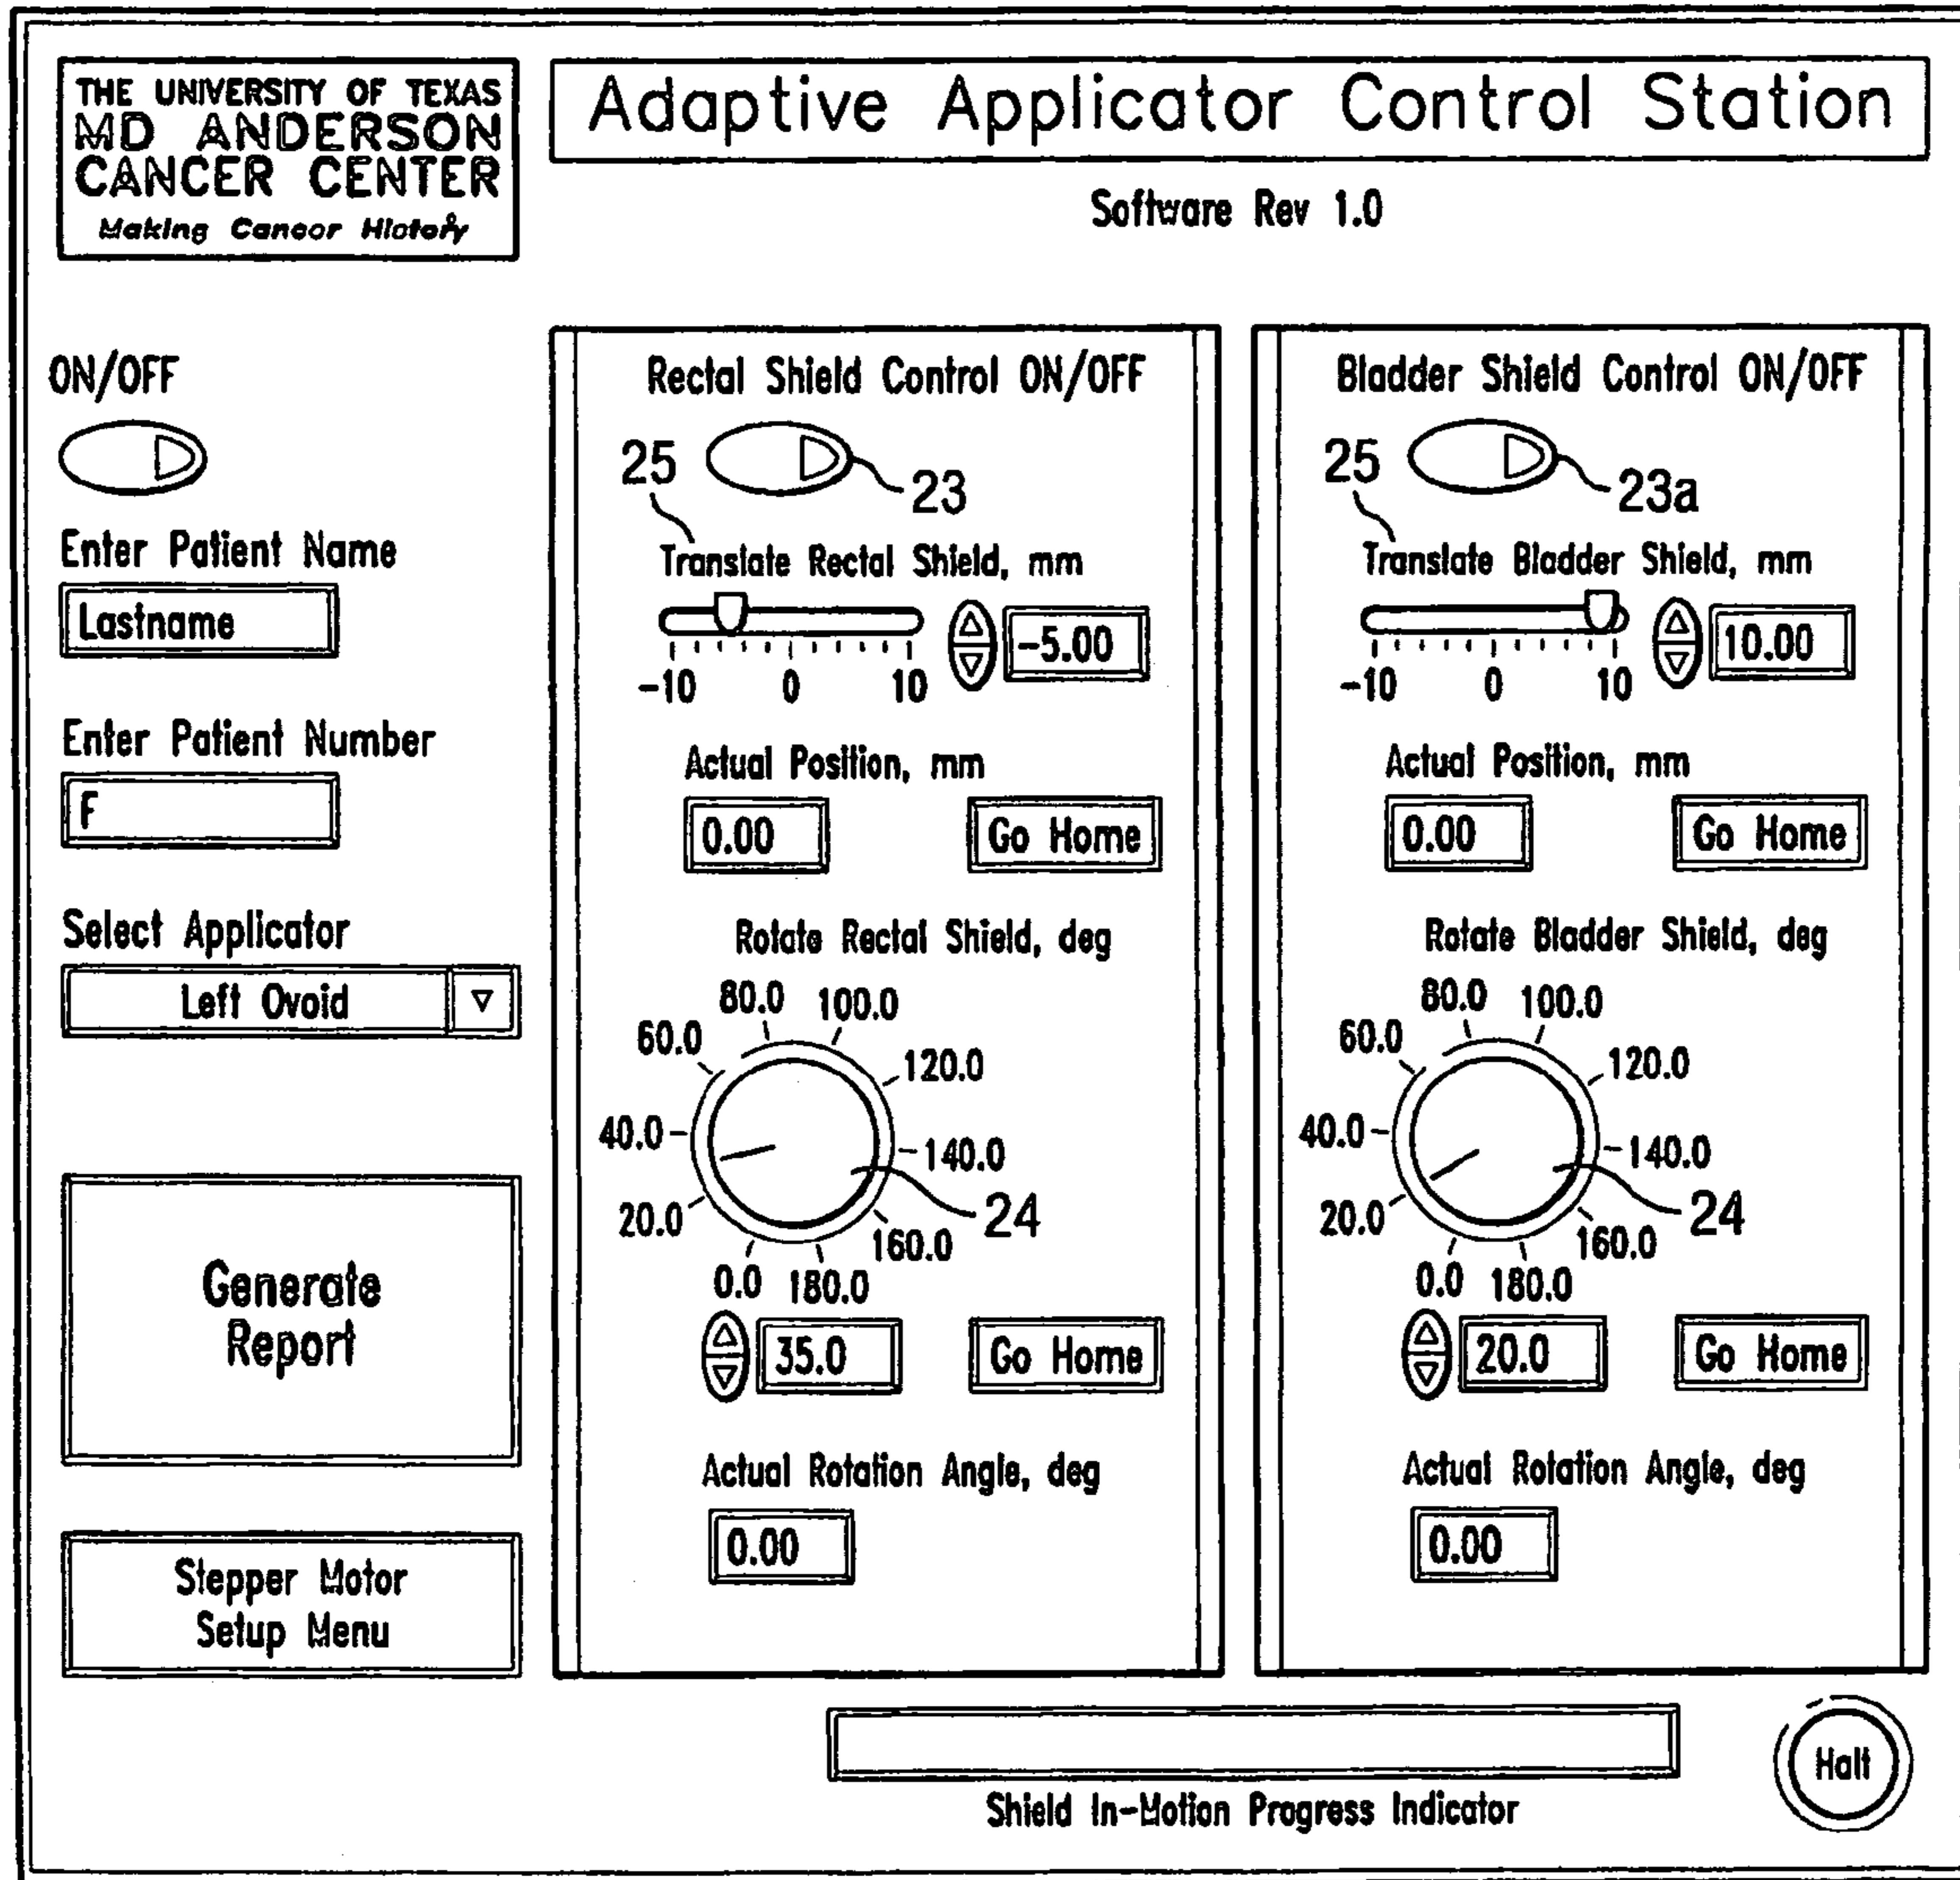 THE UNIVERSITY OF TEXAS
MD ANDERSON
CANCER CENTER
Making Cancor Hiotory
Adaptive Applicator Control Station
Software Rev 1.0
ON/OFF
Enter Patient Name
Lastname
Enter Patient Number
F
Select Applicator
Left Ovoid
Generate
Report
Stepper Motor
Setup Menu
Rectal Shield Control ON/OFF
25
23
Translate Rectal Shield, mm
-5.00
-10 0 10
Actual Position, mm
0.00 Go Home
Rotate Rectal Shield, deg
80.0 100.0
60.0 120.0
40.0 140.0
20.0 160.0
24
0.0 180.0
35.0 Go Home
Actual Rotation Angle, deg
0.00
Bladder Shield Control ON/OFF
25
23a
Translate Bladder Shield, mm
10.00
-10 0 10
Actual Position, mm
0.00 Go Home
Rotate Bladder Shield, deg
80.0 100.0
60.0 120.0
40.0 140.0
20.0 160.0
24
0.0 180.0
20.0 Go Home
Actual Rotation Angle, deg
0.00
Shield In-Motion Progress Indicator
Halt